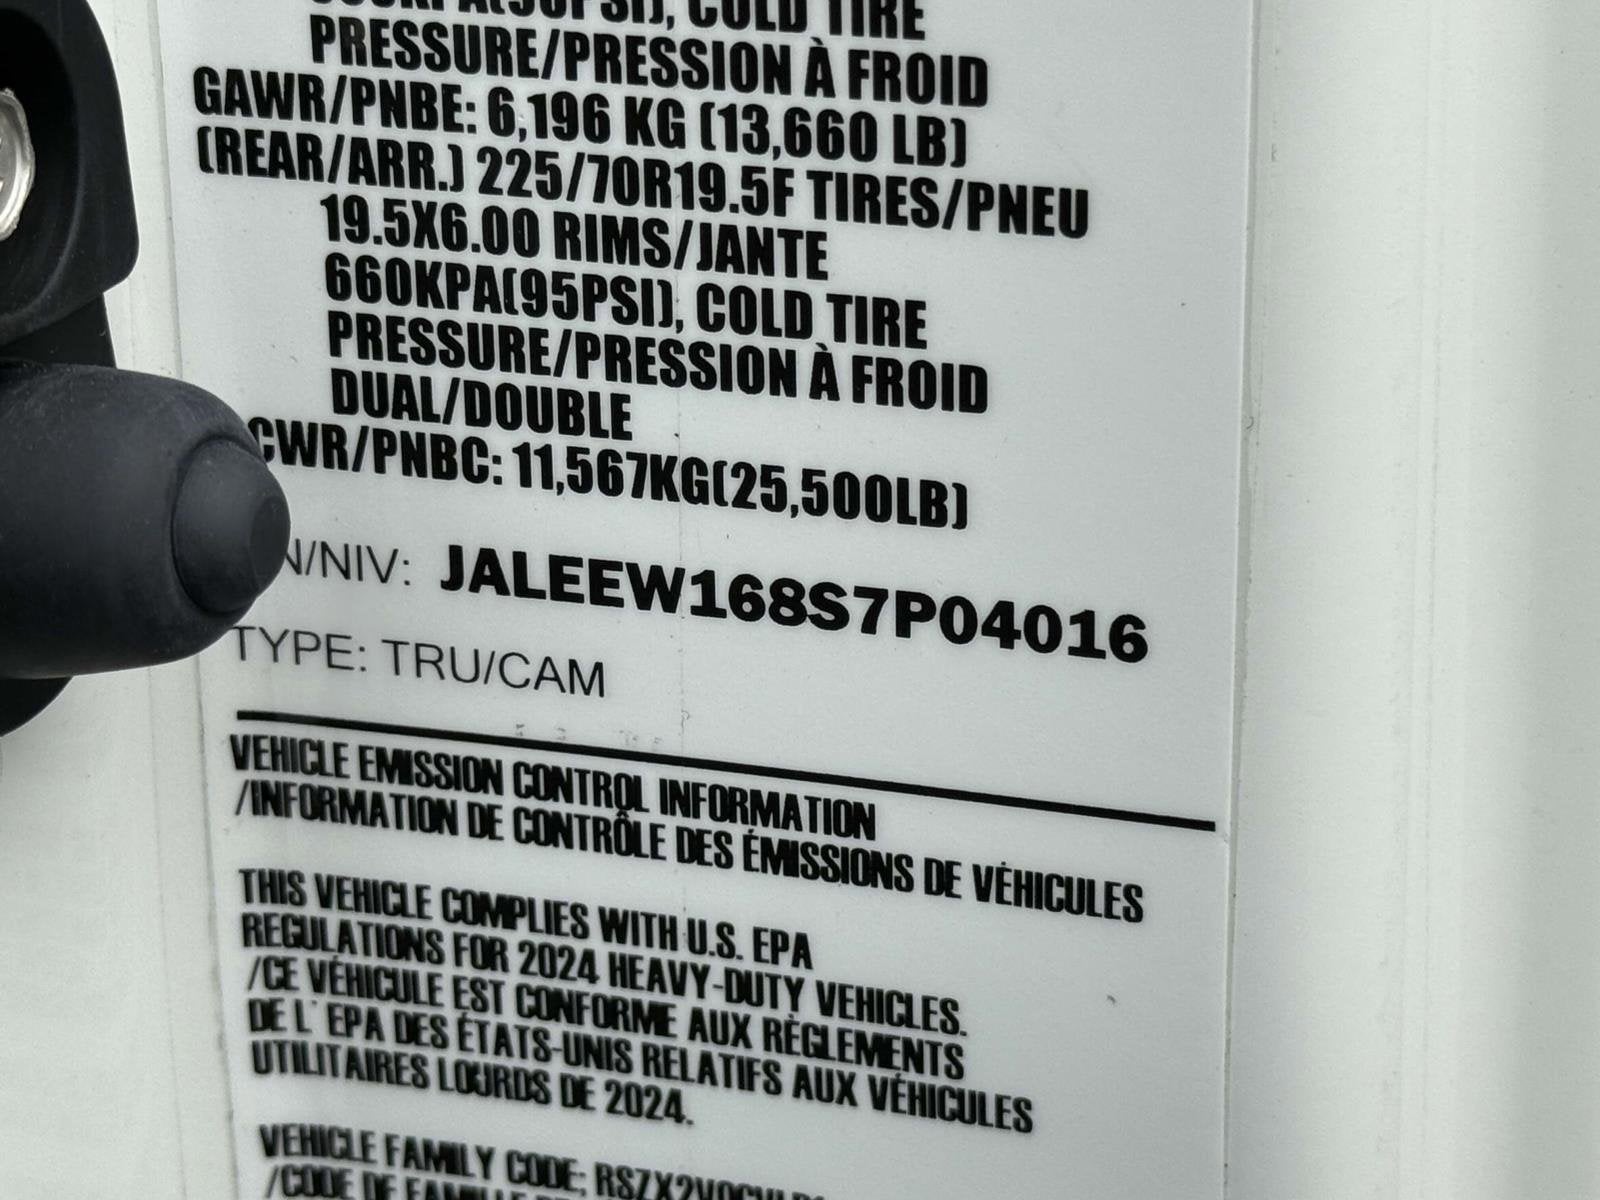 COLD TIRE
PRESSURE/PRESSION À FROID
GAWR/PNBE: 6,196 KG (13,660 LB)
(REAR/ARR.) 225/70R19.5F TIRES/PNEU
19.5X6.00 RIMS/JANTE
660KPA(95PSI), COLD TIRE
PRESSURE/PRESSION À FROID
DUAL/DOUBLE
CWR/PNBC: 11,567KG(25,500LB)
N/NIV: JALEEW168S7P04016
TYPE: TRU/CAM
VEHICLE EMISSION CONTROL INFORMATION
/INFORMATION DE CONTRÔLE DES ÉMISSIONS DE VÉHICULES
THIS VEHICLE COMPLIES WITH U.S. EPA
REGULATIONS FOR 2024 HEAVY-DUTY VEHICLES.
/CE VÉHICULE EST CONFORME AUX RÈGLEMENTS
DE L' EPA DES ÉTATS-UNIS RELATIFS AUX VÉHICULES
UTILITAIRES LOURDS DE 2024.
VEHICLE FAMILY CODE:
/CODE DE